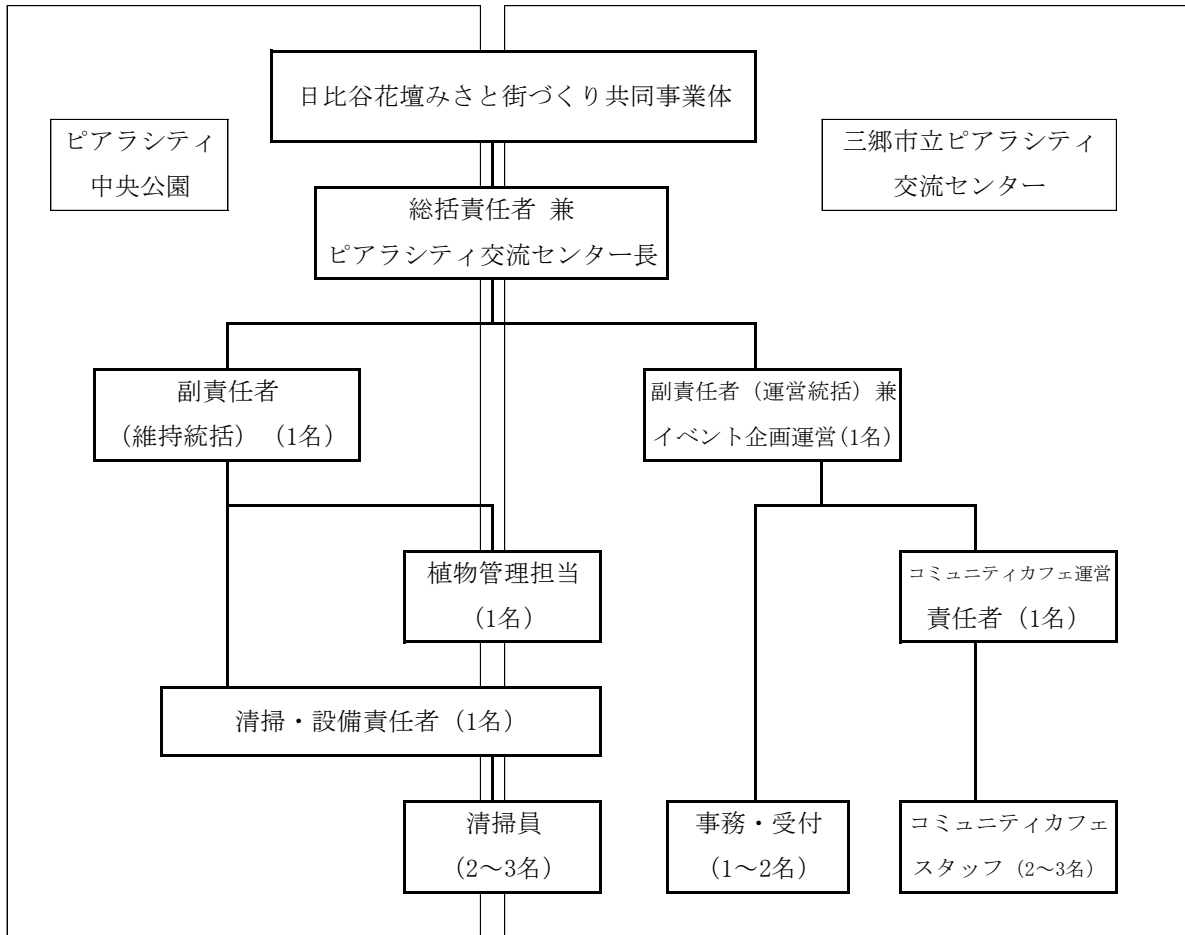 日比谷花壇みさと街づくり共同事業体
ピアラシティ
中央公園
三郷市立ピアラシティ
交流センター
総括責任者 兼
ピアラシティ交流センター長
副責任者
(維持統括) (1名)
副責任者(運営統括)兼
イベント企画運営(1名)
植物管理担当
(1名)
コミュニティカフェ運営
責任者(1名)
清掃・設備責任者(1名)
清掃員
(2～3名)
事務・受付
(1～2名)
コミュニティカフェ
スタッフ(2～3名)